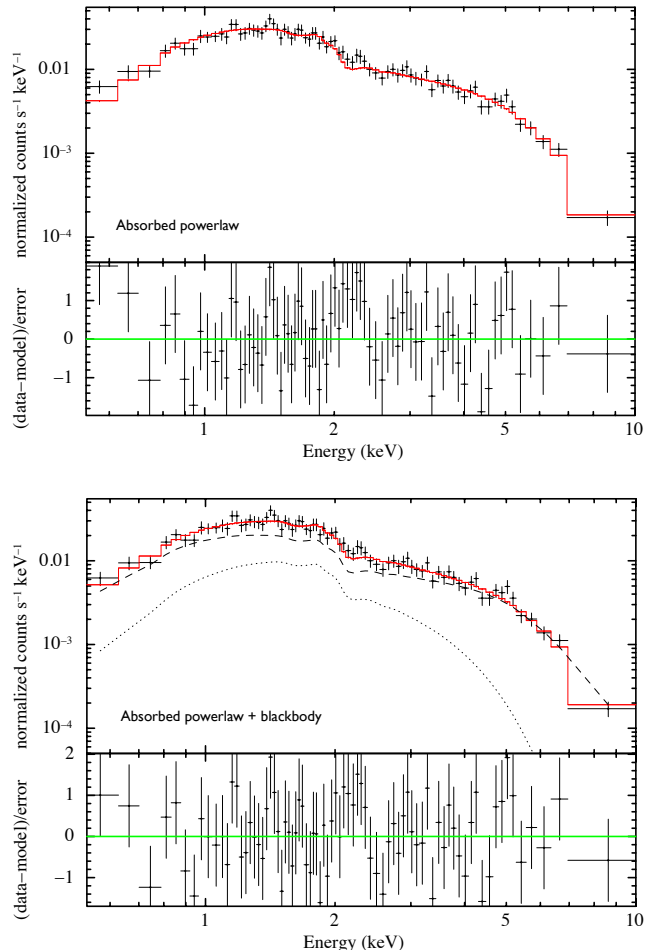 normalized counts s⁻¹ keV⁻¹
0.01
10⁻³
10⁻⁴
Absorbed powerlaw
(data−model)/error
1
0
−1
1 2 5 10
Energy (keV)
normalized counts s⁻¹ keV⁻¹
0.01
10⁻³
10⁻⁴
Absorbed powerlaw + blackbody
(data−model)/error
2
1
0
−1
1 2 5 10
Energy (keV)